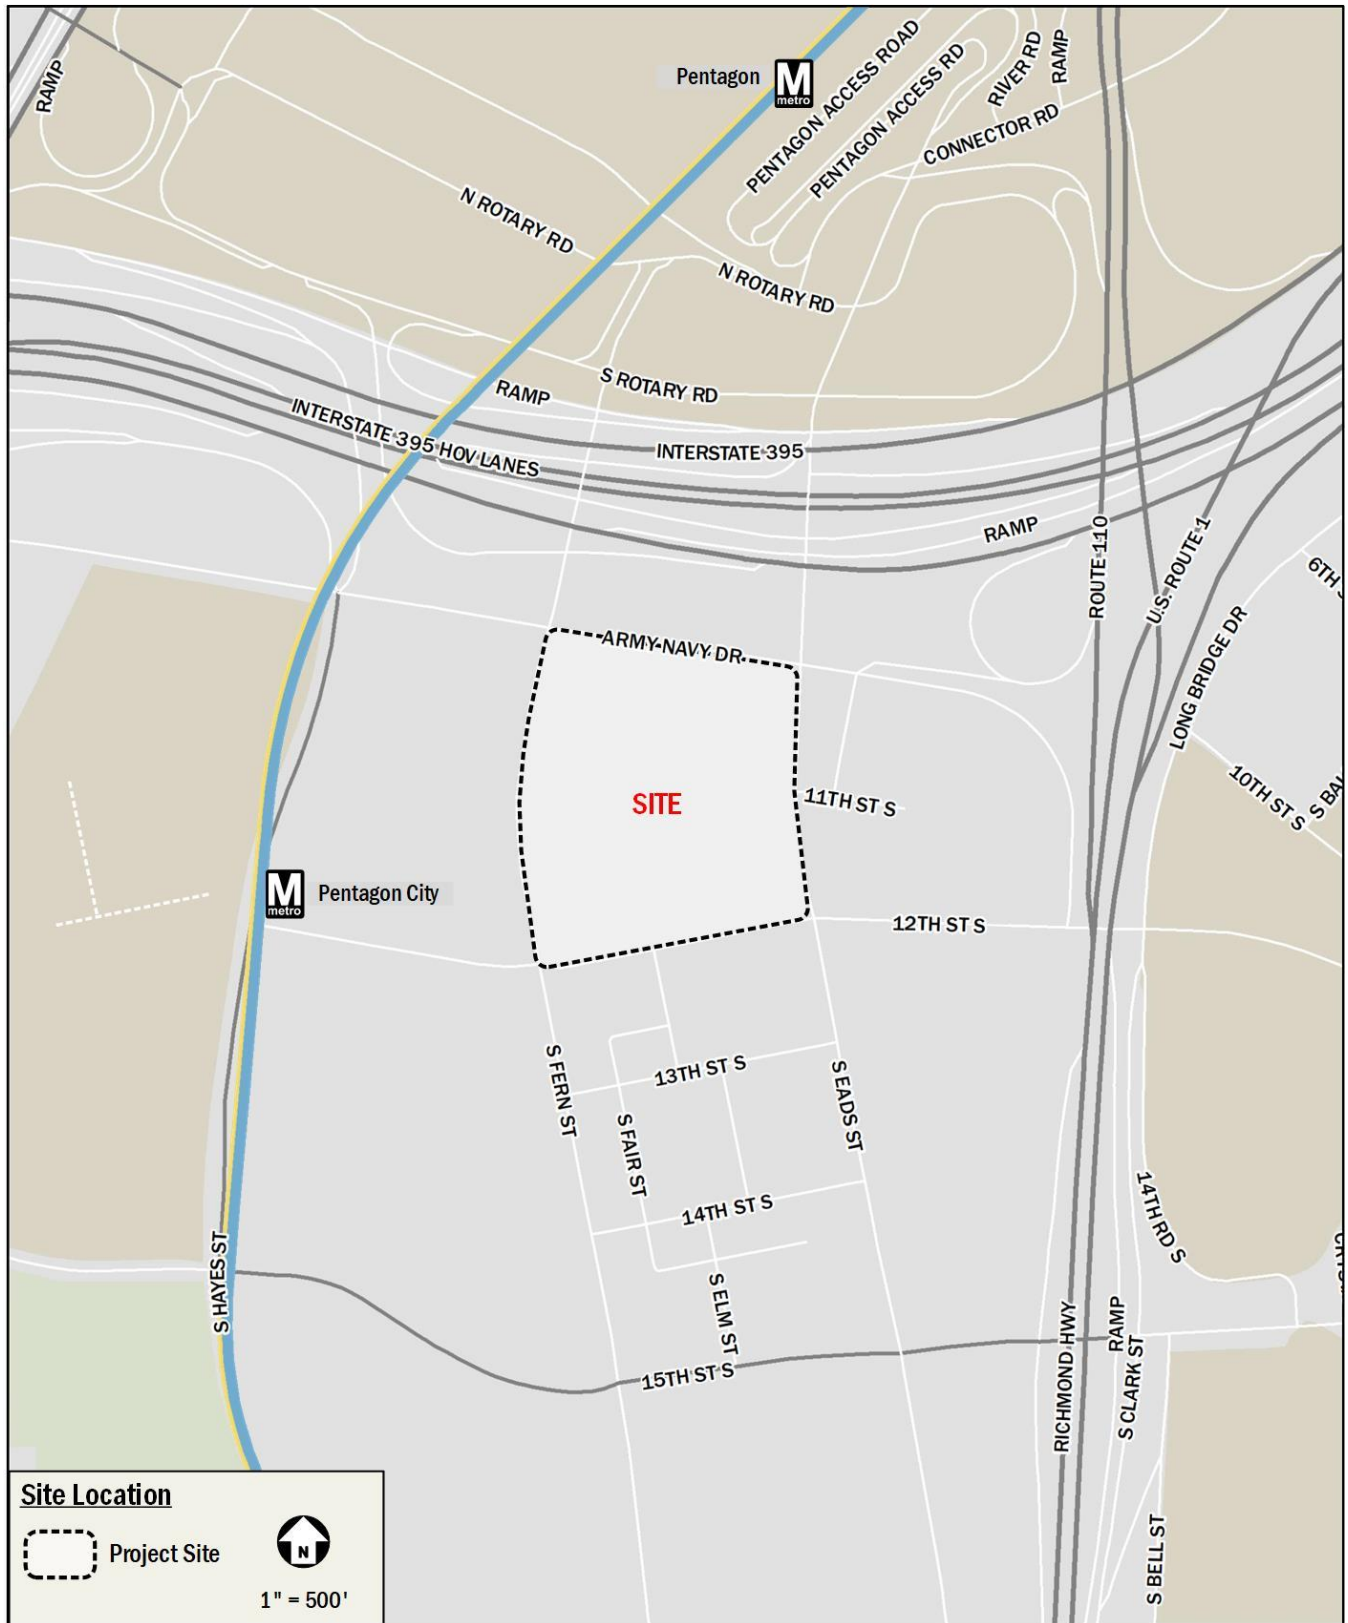 RAMP
Pentagon
M
metro
PENTAGON ACCESS ROAD
PENTAGON ACCESS RD
RIVER RD
RAMP
CONNECTOR RD
N ROTARY RD
N ROTARY RD
S ROTARY RD
RAMP
INTERSTATE 395 HOV LANES
INTERSTATE 395
RAMP
ROUTE 110
U.S. ROUTE 1
6TH
LONG BRIDGE DR
ARMY NAVY DR
10TH ST S
SITE
11TH ST S
M
metro
Pentagon City
12TH ST S
S FERN ST
13TH ST S
S EADS ST
S FAIR ST
14TH ST S
14TH RD S
S HAYES ST
S ELM ST
15TH ST S
RICHMOND HWY
RAMP
S CLARK ST
S BELL ST
Site Location
Project Site
N
1" = 500'